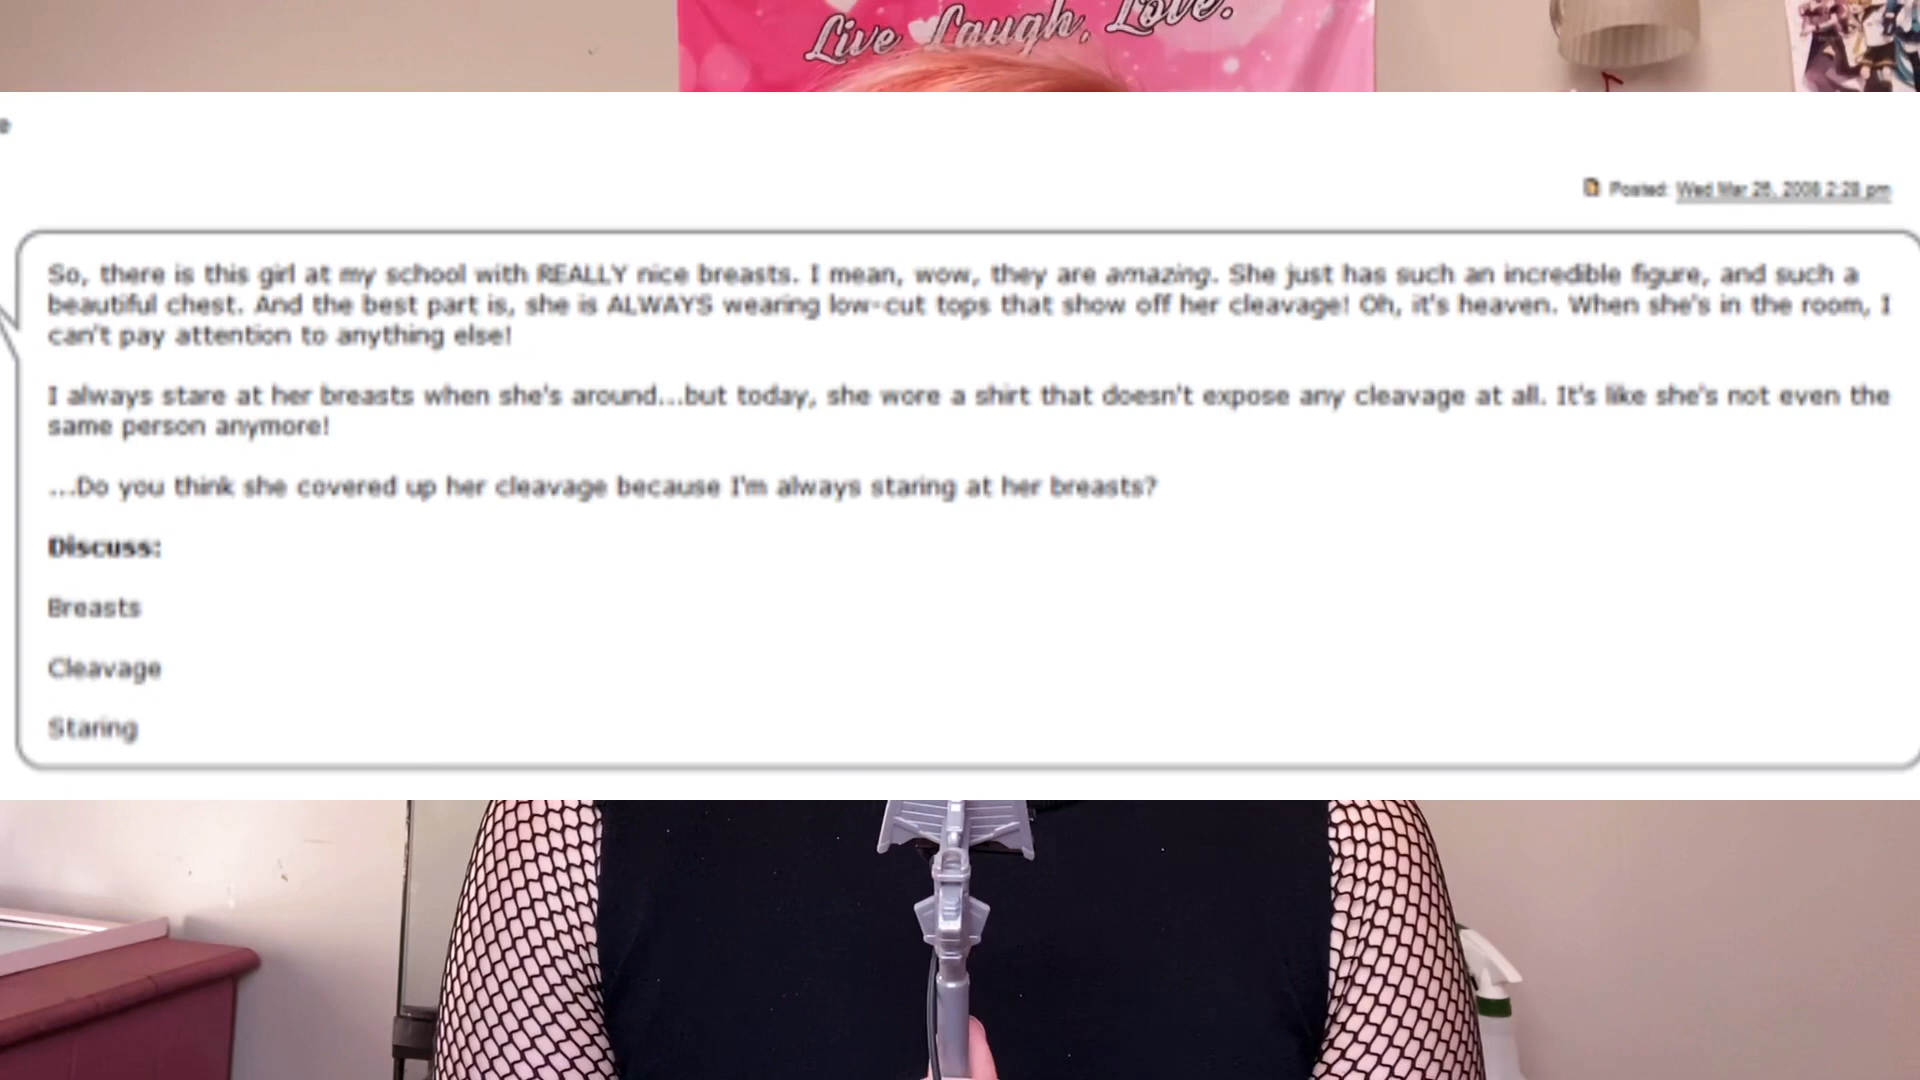 Live Laugh, Love.
e
Posted: Wed Mar 26, 2008 2:28 pm
So, there is this girl at my school with REALLY nice breasts. I mean, wow, they are amazing. She just has such an incredible figure, and such a
beautiful chest. And the best part is, she is ALWAYS wearing low-cut tops that show off her cleavage! Oh, it's heaven. When she's in the room, I
can't pay attention to anything else!
I always stare at her breasts when she's around...but today, she wore a shirt that doesn't expose any cleavage at all. It's like she's not even the
same person anymore!
...Do you think she covered up her cleavage because I'm always staring at her breasts?
Discuss:
Breasts
Cleavage
Staring